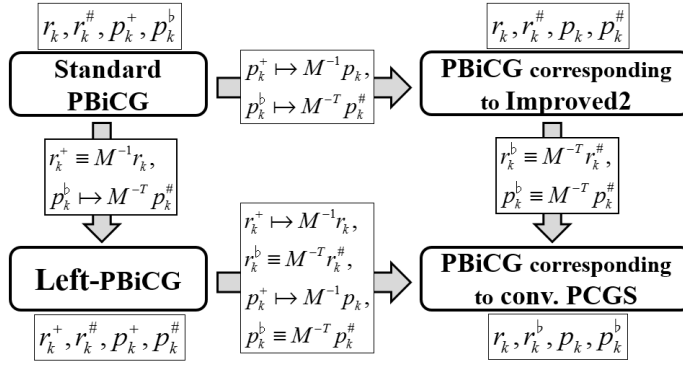 r_k, r_k^#, p_k^+, p_k^♭
r_k, r_k^#, p_k, p_k^#
Standard
PBiCG
p_k^+ ↦ M^{-1} p_k,
p_k^♭ ↦ M^{-T} p_k^#
PBiCG corresponding
to Improved2
r_k^+ ≡ M^{-1} r_k,
p_k^♭ ↦ M^{-T} p_k^#
r_k^♭ ≡ M^{-T} r_k^#,
p_k^♭ ≡ M^{-T} p_k^#
Left-PBiCG
r_k^+ ↦ M^{-1} r_k,
r_k^♭ ≡ M^{-T} r_k^#,
p_k^+ ↦ M^{-1} p_k,
p_k^♭ ≡ M^{-T} p_k^#
PBiCG corresponding
to conv. PCGS
r_k^+, r_k^#, p_k^+, p_k^#
r_k, r_k^♭, p_k, p_k^♭